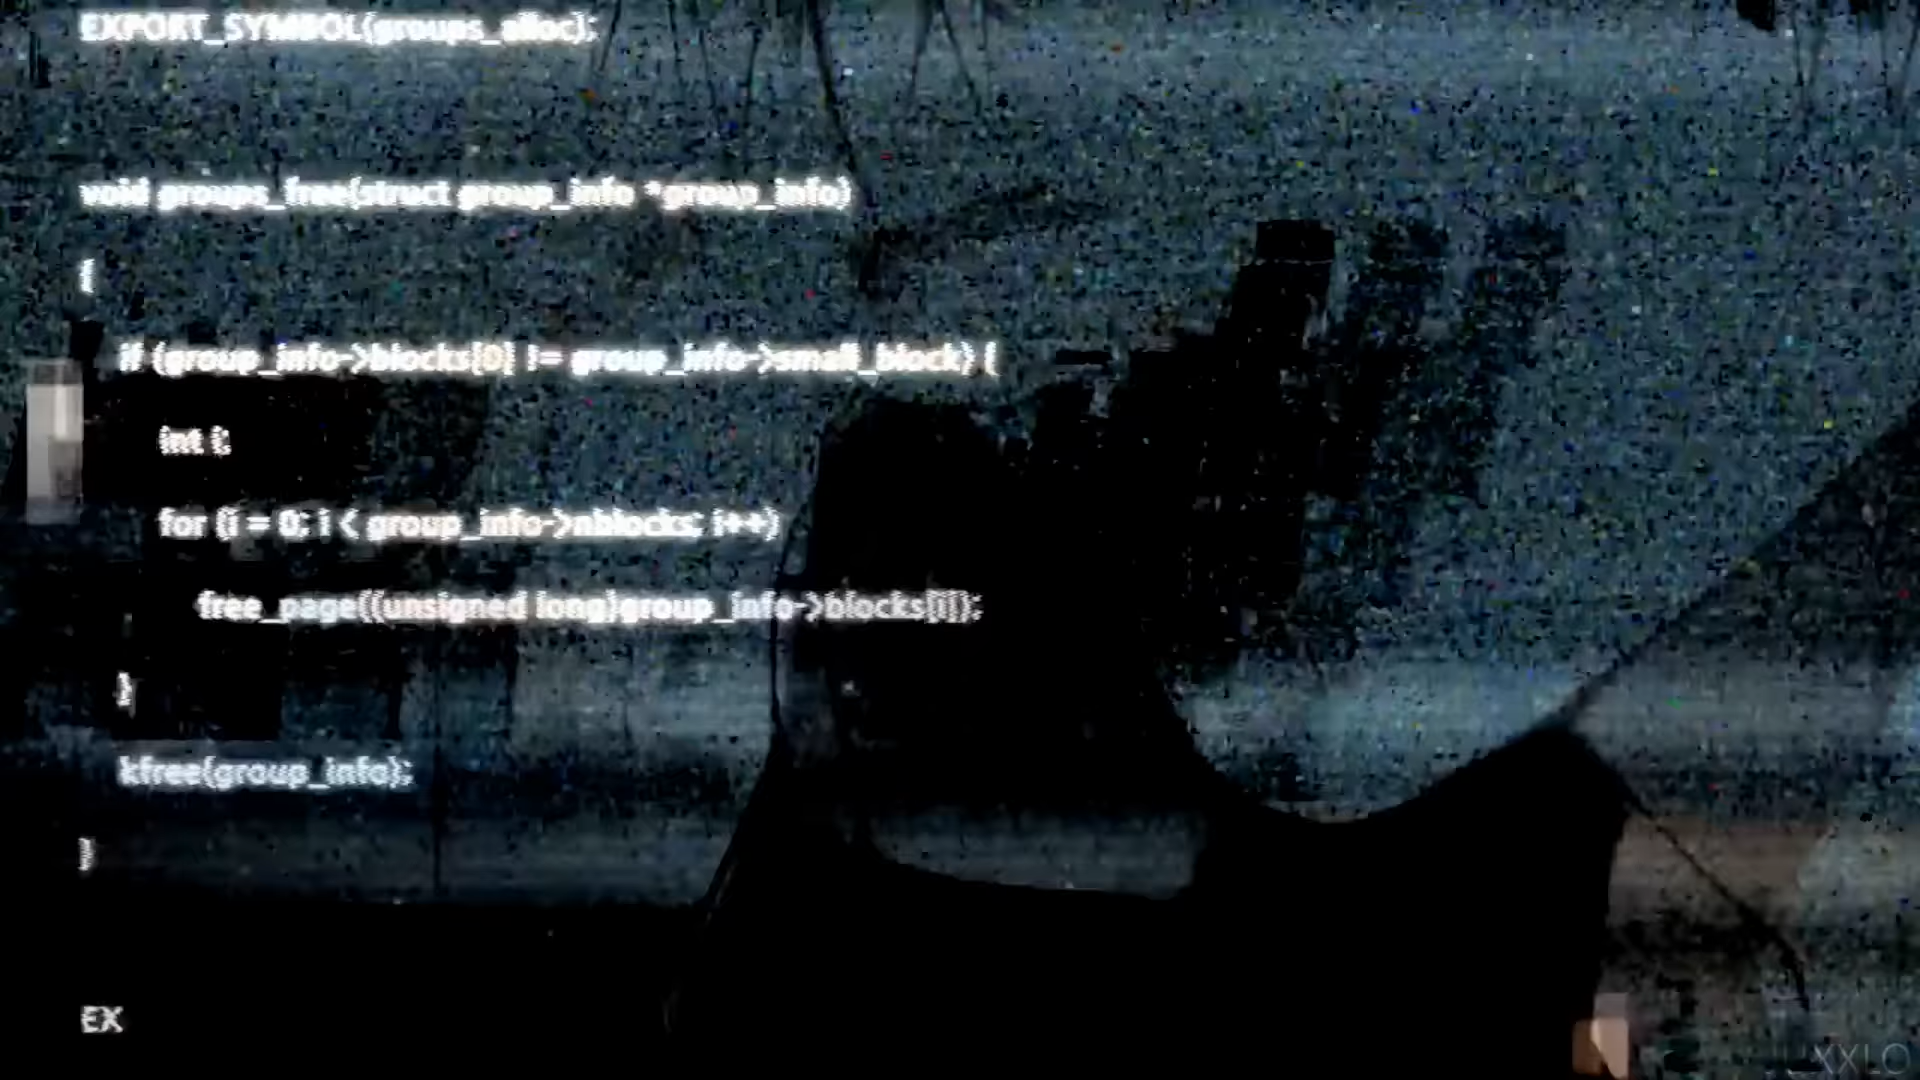 EXPORT_SYMBOL(groups_alloc);
void groups_free(struct group_info *group_info)
{
if (group_info->blocks[0] != group_info->small_block) {
int i;
for (i = 0; i < group_info->nblocks; i++)
free_page((unsigned long)group_info->blocks[i]);
}
kfree(group_info);
}
EX